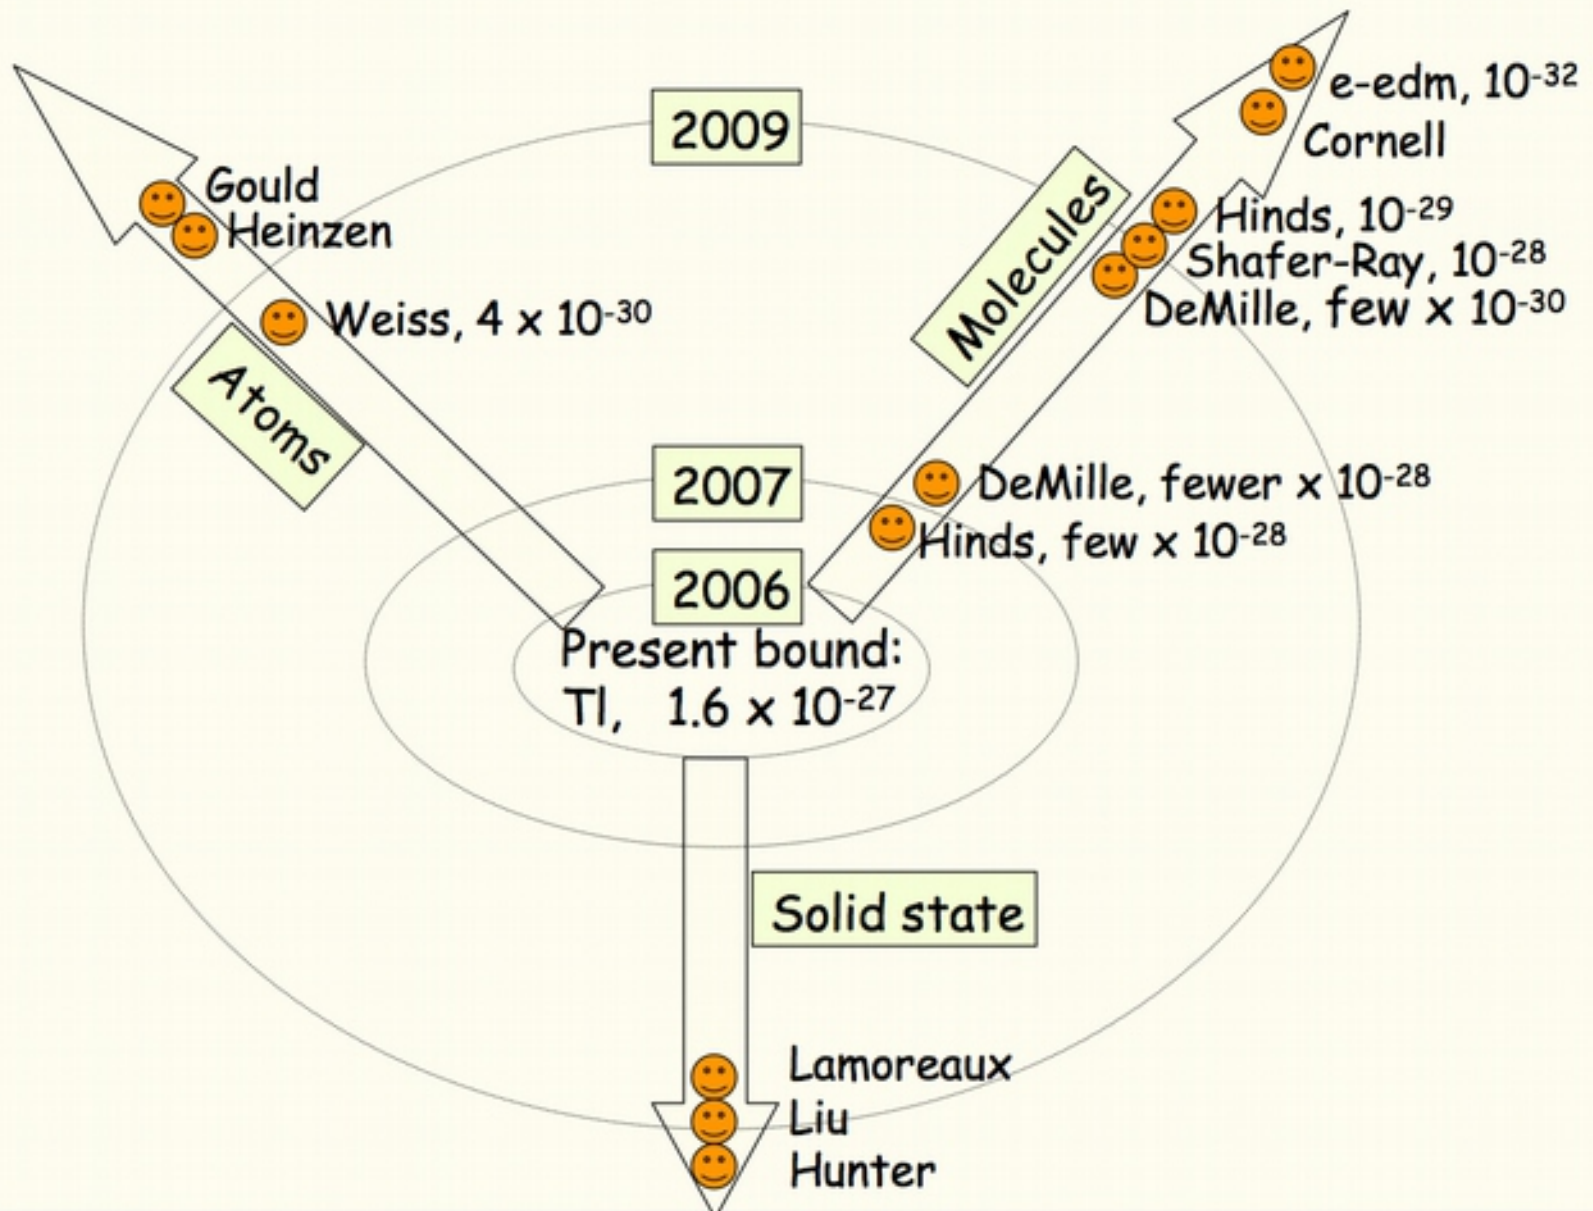 2009
e-edm, 10⁻³²
Cornell
Gould
Heinzen
Molecules
Hinds, 10⁻²⁹
Shafer-Ray, 10⁻²⁸
DeMille, few x 10⁻³⁰
Weiss, 4 x 10⁻³⁰
Atoms
2007
DeMille, fewer x 10⁻²⁸
Hinds, few x 10⁻²⁸
2006
Present bound:
Tl, 1.6 x 10⁻²⁷
Solid state
Lamoreaux
Liu
Hunter